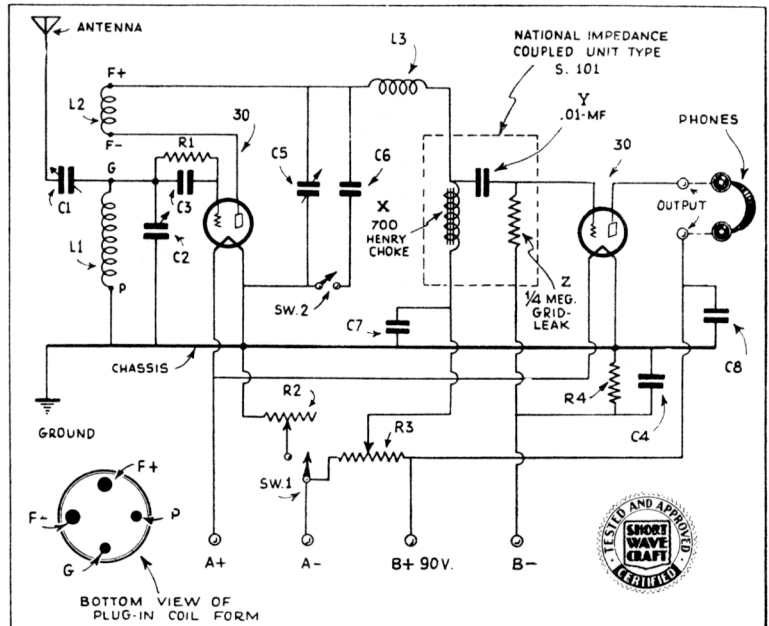 ANTENNA
L3
NATIONAL IMPEDANCE
COUPLED UNIT TYPE
S. 101
F+
L2
F-
30
Y
.01-MF
30
PHONES
R1
G
C5
C6
C1
C3
X
700
HENRY
CHOKE
OUTPUT
L1
C2
P
SW.2
Z
1/4 MEG.
GRID-
LEAK
C7
CHASSIS
C8
R2
R3
R4
C4
GROUND
F+
SW.1
F-
P
G
A+
A-
B+ 90V.
B-
BOTTOM VIEW OF
PLUG-IN COIL FORM
TESTED AND APPROVED
SHORT
WAVE
CRAFT
CERTIFIED